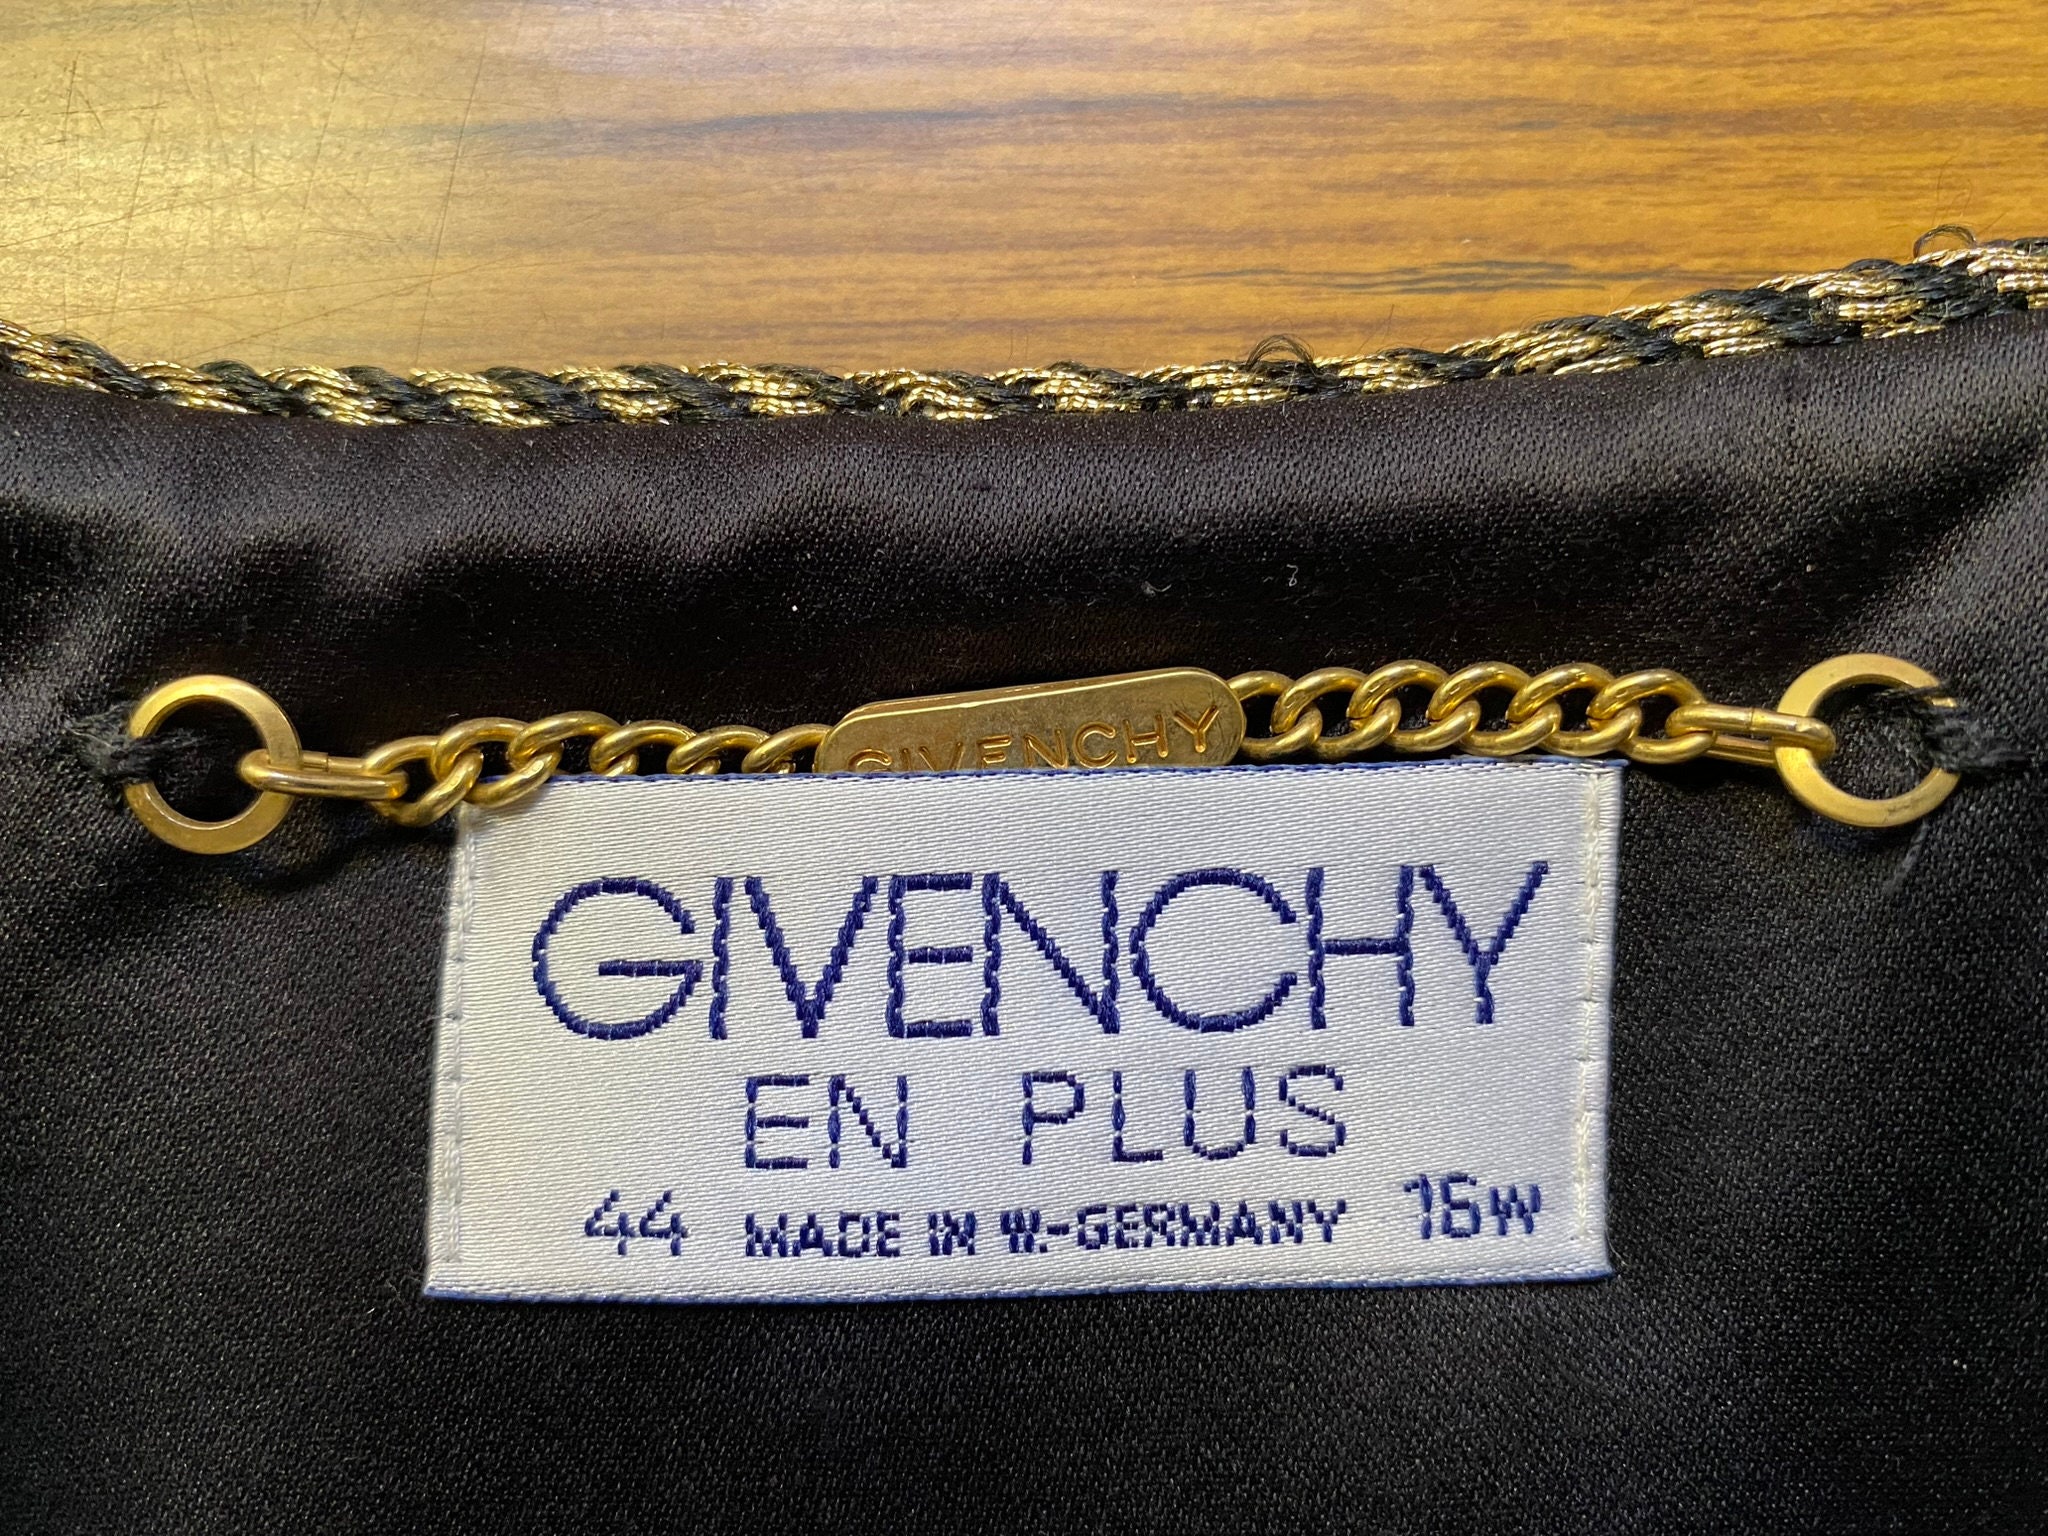 GIVENCHY
GIVENCHY
EN PLUS
44 MADE IN W.-GERMANY 16W